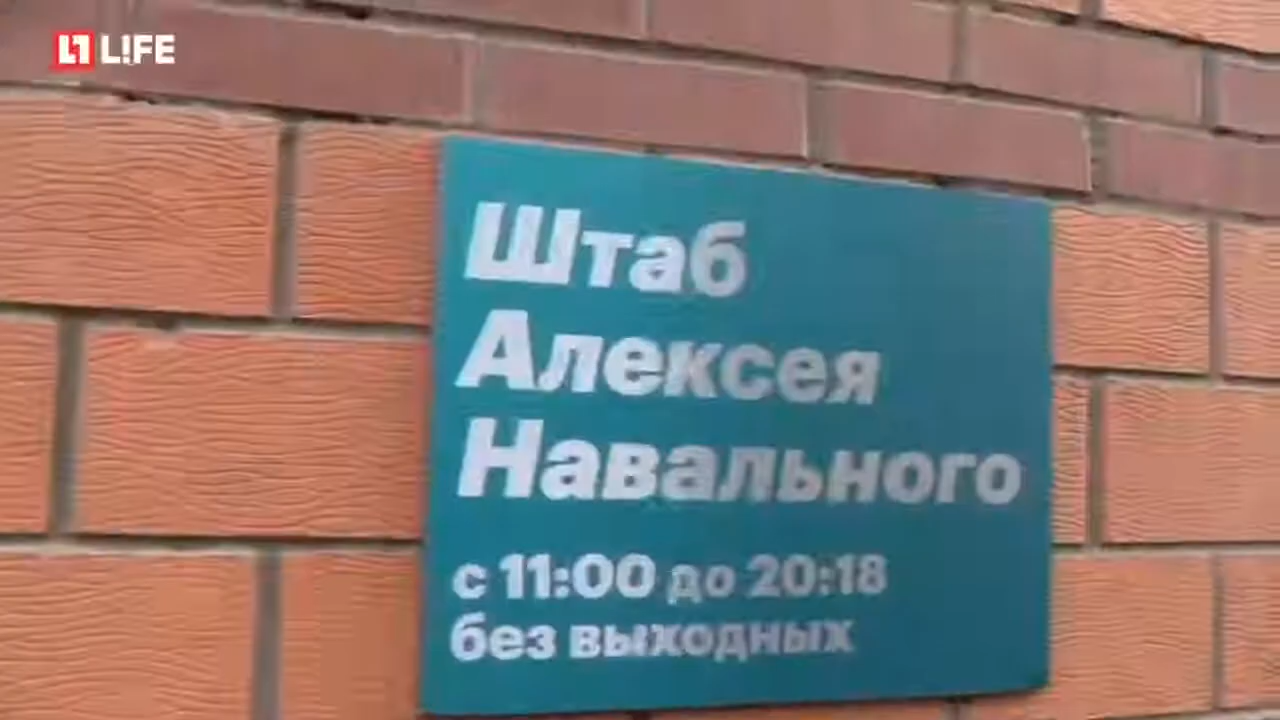 L!FE
Штаб
Алексея
Навального
с 11:00 до 20:18
без выходных